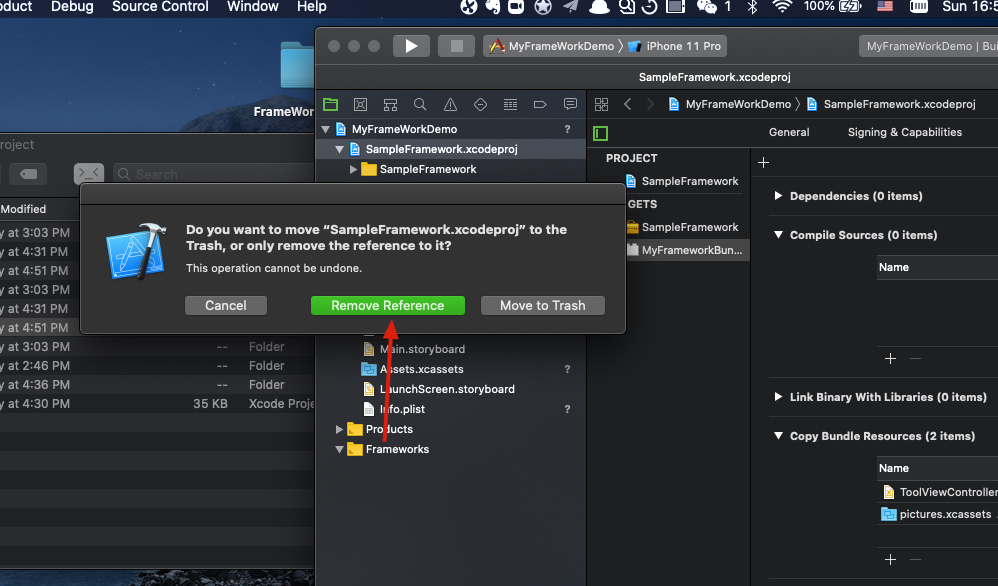 oduct Debug Source Control Window Help 1 100% Sun 16:5
MyFrameWorkDemo iPhone 11 Pro MyFrameWorkDemo | Bui
SampleFramework.xcodeproj
FrameWor
MyFrameWorkDemo SampleFramework.xcodeproj
MyFrameWorkDemo ?
SampleFramework.xcodeproj
SampleFramework
General Signing & Capabilities
roject
Search
PROJECT
SampleFramework
GETS
SampleFramework
MyFrameworkBun...
Modified
y at 3:03 PM
y at 4:31 PM
y at 4:51 PM
y at 3:03 PM
y at 4:31 PM
y at 4:51 PM
y at 3:03 PM -- Folder
y at 2:46 PM -- Folder
y at 4:36 PM -- Folder
y at 4:30 PM 35 KB Xcode Proje
Do you want to move “SampleFramework.xcodeproj” to the
Trash, or only remove the reference to it?
This operation cannot be undone.
Cancel Remove Reference Move to Trash
Main.storyboard
Assets.xcassets ?
LaunchScreen.storyboard
Info.plist ?
Products
Frameworks
Dependencies (0 items)
Compile Sources (0 items)
Name
Link Binary With Libraries (0 items)
Copy Bundle Resources (2 items)
Name
ToolViewController
pictures.xcassets